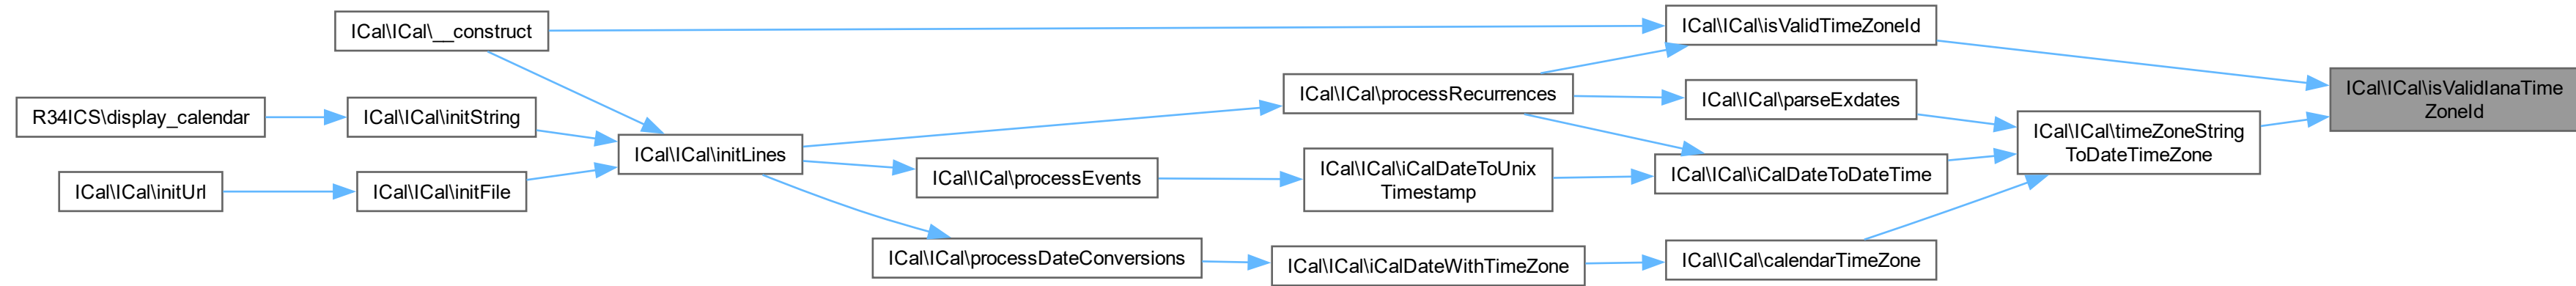 ICal\ICal\__construct
R34ICS\display_calendar
ICal\ICal\initString
ICal\ICal\initUrl
ICal\ICal\initFile
ICal\ICal\initLines
ICal\ICal\processEvents
ICal\ICal\processDateConversions
ICal\ICal\processRecurrences
ICal\ICal\iCalDateToUnix
Timestamp
ICal\ICal\iCalDateWithTimeZone
ICal\ICal\isValidTimeZoneId
ICal\ICal\parseExdates
ICal\ICal\iCalDateToDateTime
ICal\ICal\calendarTimeZone
ICal\ICal\timeZoneString
ToDateTimeZone
ICal\ICal\isValidIanaTime
ZoneId